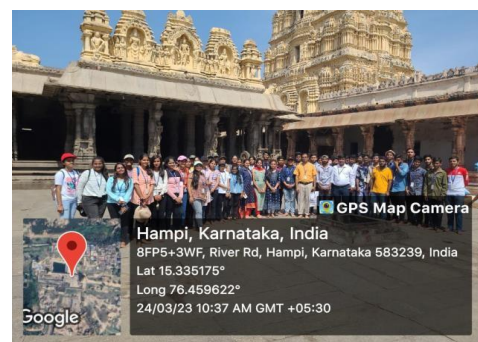 GPS Map Camera
Hampi, Karnataka, India
8FP5+3WF, River Rd, Hampi, Karnataka 583239, India
Lat 15.335175°
Long 76.459622°
24/03/23 10:37 AM GMT +05:30
Google